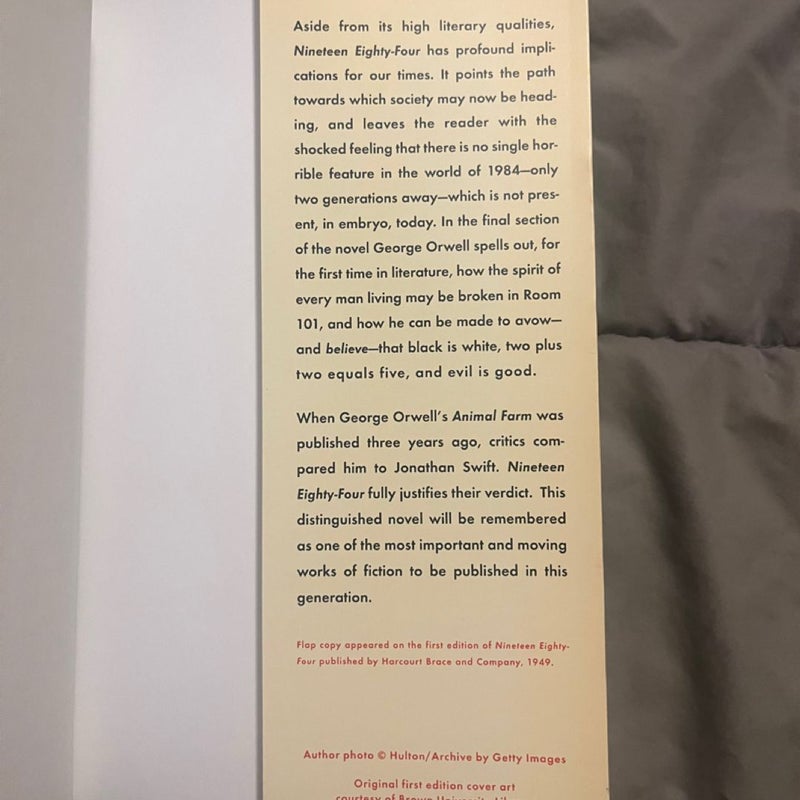 Aside from its high literary qualities,
Nineteen Eighty-Four has profound impli-
cations for our times. It points the path
towards which society may now be head-
ing, and leaves the reader with the
shocked feeling that there is no single hor-
rible feature in the world of 1984—only
two generations away—which is not pres-
ent, in embryo, today. In the final section
of the novel George Orwell spells out, for
the first time in literature, how the spirit of
every man living may be broken in Room
101, and how he can be made to avow—
and believe—that black is white, two plus
two equals five, and evil is good.
When George Orwell's Animal Farm was
published three years ago, critics com-
pared him to Jonathan Swift. Nineteen
Eighty-Four fully justifies their verdict. This
distinguished novel will be remembered
as one of the most important and moving
works of fiction to be published in this
generation.
Flap copy appeared on the first edition of Nineteen Eighty-
Four published by Harcourt Brace and Company, 1949.
Author photo © Hulton/Archive by Getty Images
Original first edition cover art
courtesy of Brown University